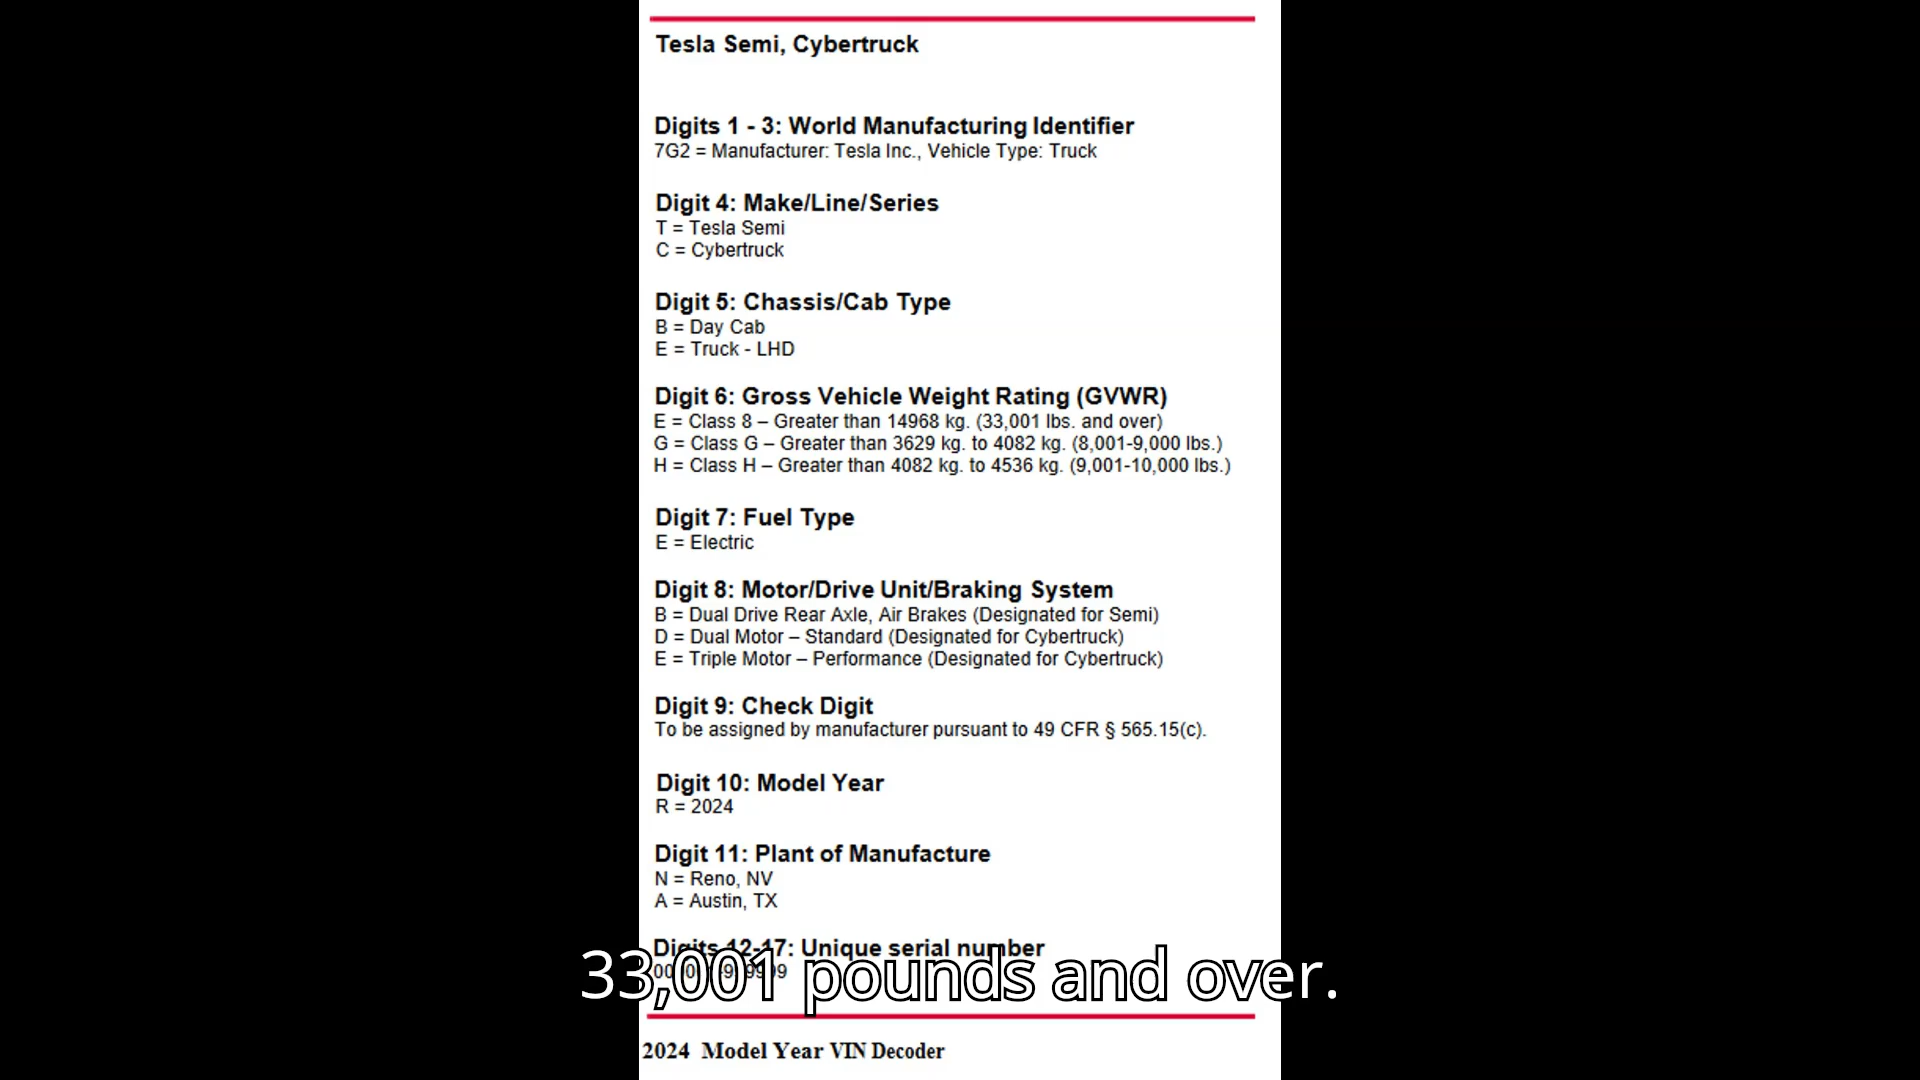 Tesla Semi, Cybertruck
Digits 1 - 3: World Manufacturing Identifier
7G2 = Manufacturer: Tesla Inc., Vehicle Type: Truck
Digit 4: Make/Line/Series
T = Tesla Semi
C = Cybertruck
Digit 5: Chassis/Cab Type
B = Day Cab
E = Truck - LHD
Digit 6: Gross Vehicle Weight Rating (GVWR)
E = Class 8 – Greater than 14968 kg. (33,001 lbs. and over)
G = Class G – Greater than 3629 kg. to 4082 kg. (8,001-9,000 lbs.)
H = Class H – Greater than 4082 kg. to 4536 kg. (9,001-10,000 lbs.)
Digit 7: Fuel Type
E = Electric
Digit 8: Motor/Drive Unit/Braking System
B = Dual Drive Rear Axle, Air Brakes (Designated for Semi)
D = Dual Motor – Standard (Designated for Cybertruck)
E = Triple Motor – Performance (Designated for Cybertruck)
Digit 9: Check Digit
To be assigned by manufacturer pursuant to 49 CFR § 565.15(c).
Digit 10: Model Year
R = 2024
Digit 11: Plant of Manufacture
N = Reno, NV
A = Austin, TX
Digits 12-17: Unique serial number
33,001 pounds and over.
2024 Model Year VIN Decoder